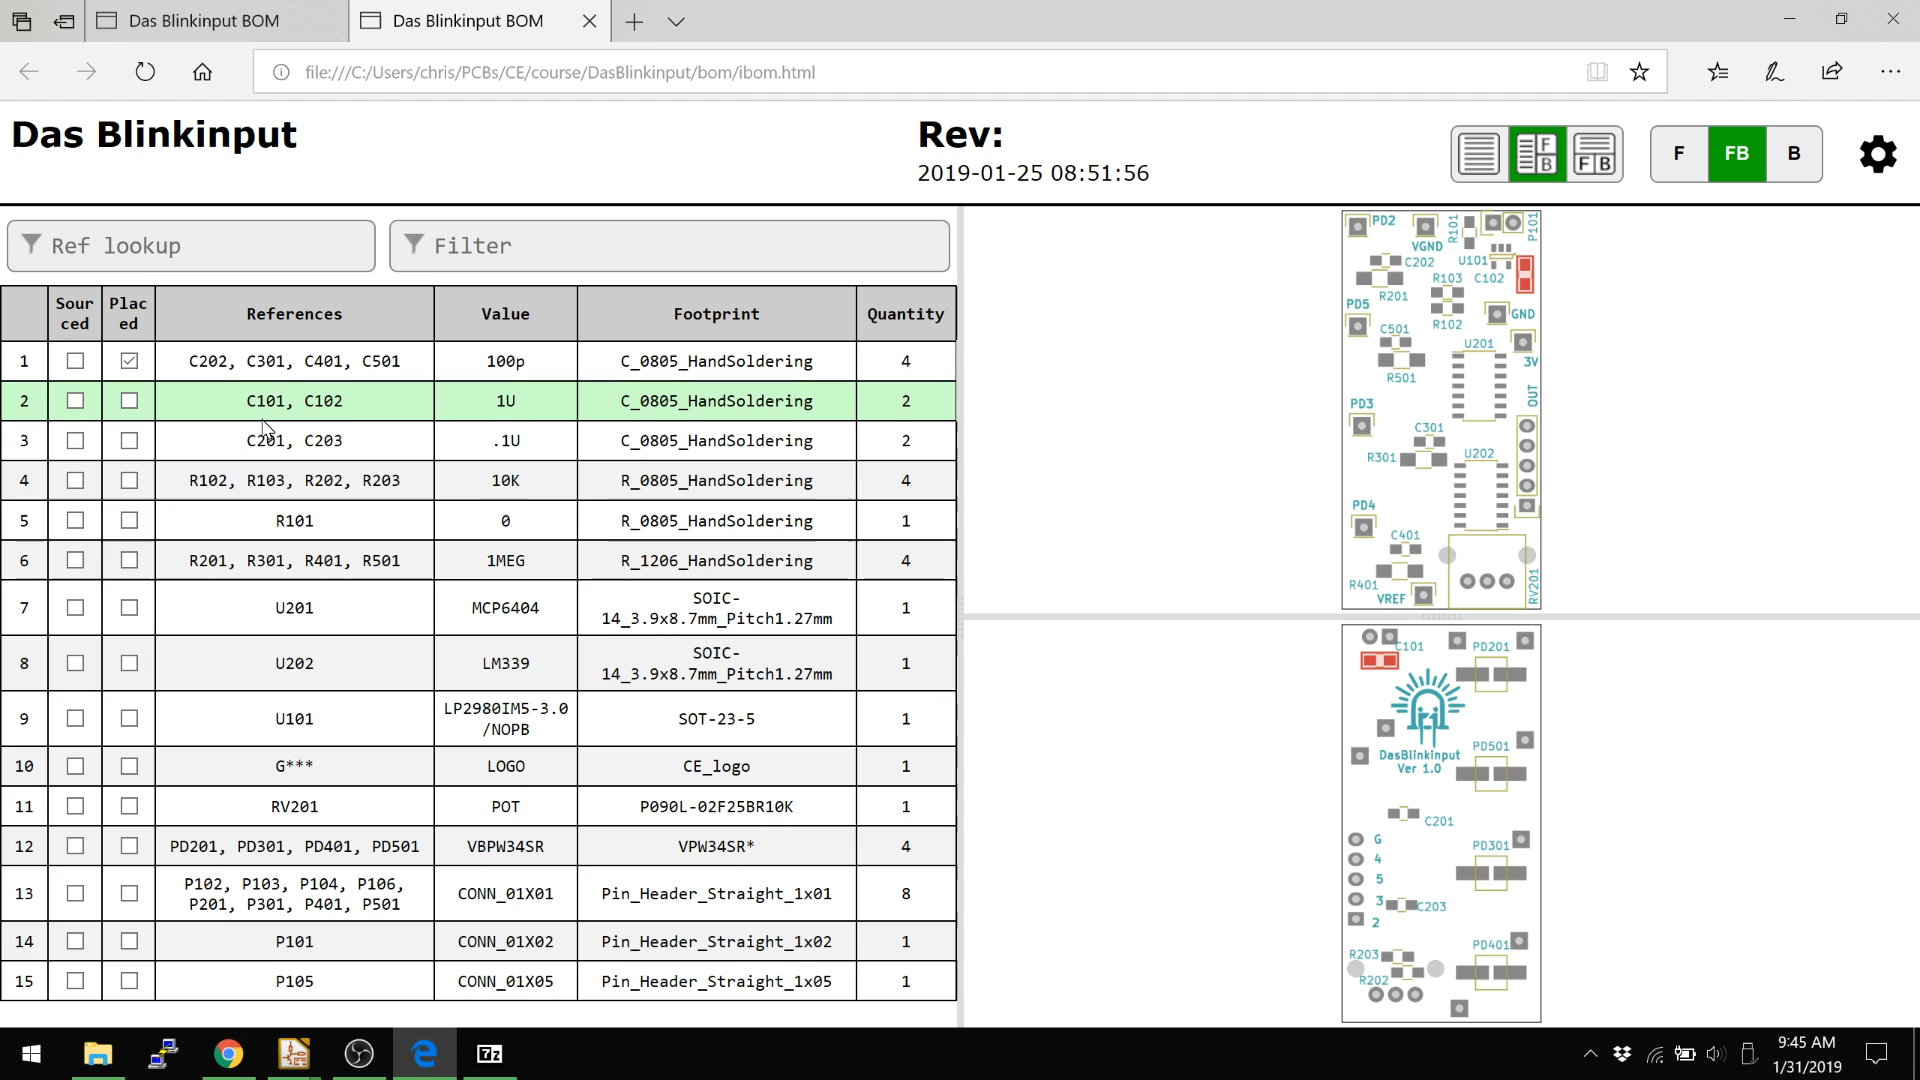 Das Blinkinput BOM
Das Blinkinput BOM
file:///C:/Users/chris/PCBs/CE/course/DasBlinkinput/bom/ibom.html
Das Blinkinput
Rev:
2019-01-25 08:51:56
F
B
F B
F
FB
B
Ref lookup
Filter
Sour
ced
Plac
ed
References
Value
Footprint
Quantity
1 C202, C301, C401, C501 100p C_0805_HandSoldering 4
2 C101, C102 1U C_0805_HandSoldering 2
3 C201, C203 .1U C_0805_HandSoldering 2
4 R102, R103, R202, R203 10K R_0805_HandSoldering 4
5 R101 0 R_0805_HandSoldering 1
6 R201, R301, R401, R501 1MEG R_1206_HandSoldering 4
7 U201 MCP6404 SOIC-
14_3.9x8.7mm_Pitch1.27mm 1
8 U202 LM339 SOIC-
14_3.9x8.7mm_Pitch1.27mm 1
9 U101 LP2980IM5-3.0
/NOPB SOT-23-5 1
10 G*** LOGO CE_logo 1
11 RV201 POT P090L-02F25BR10K 1
12 PD201, PD301, PD401, PD501 VBPW34SR VPW34SR* 4
13 P102, P103, P104, P106,
P201, P301, P401, P501 CONN_01X01 Pin_Header_Straight_1x01 8
14 P101 CONN_01X02 Pin_Header_Straight_1x02 1
15 P105 CONN_01X05 Pin_Header_Straight_1x05 1
PD2
VGND
R101
P101
C202
U101
R201
R103
C102
PD5
R102
GND
C501
U201
3V
R501
OUT
PD3
C301
R301
U202
PD4
C401
R401
VREF
RV201
C101
PD201
DasBlinkinput
Ver 1.0
PD501
C201
G
4
PD301
5
3
C203
2
R203
PD401
R202
7z
9:45 AM
1/31/2019